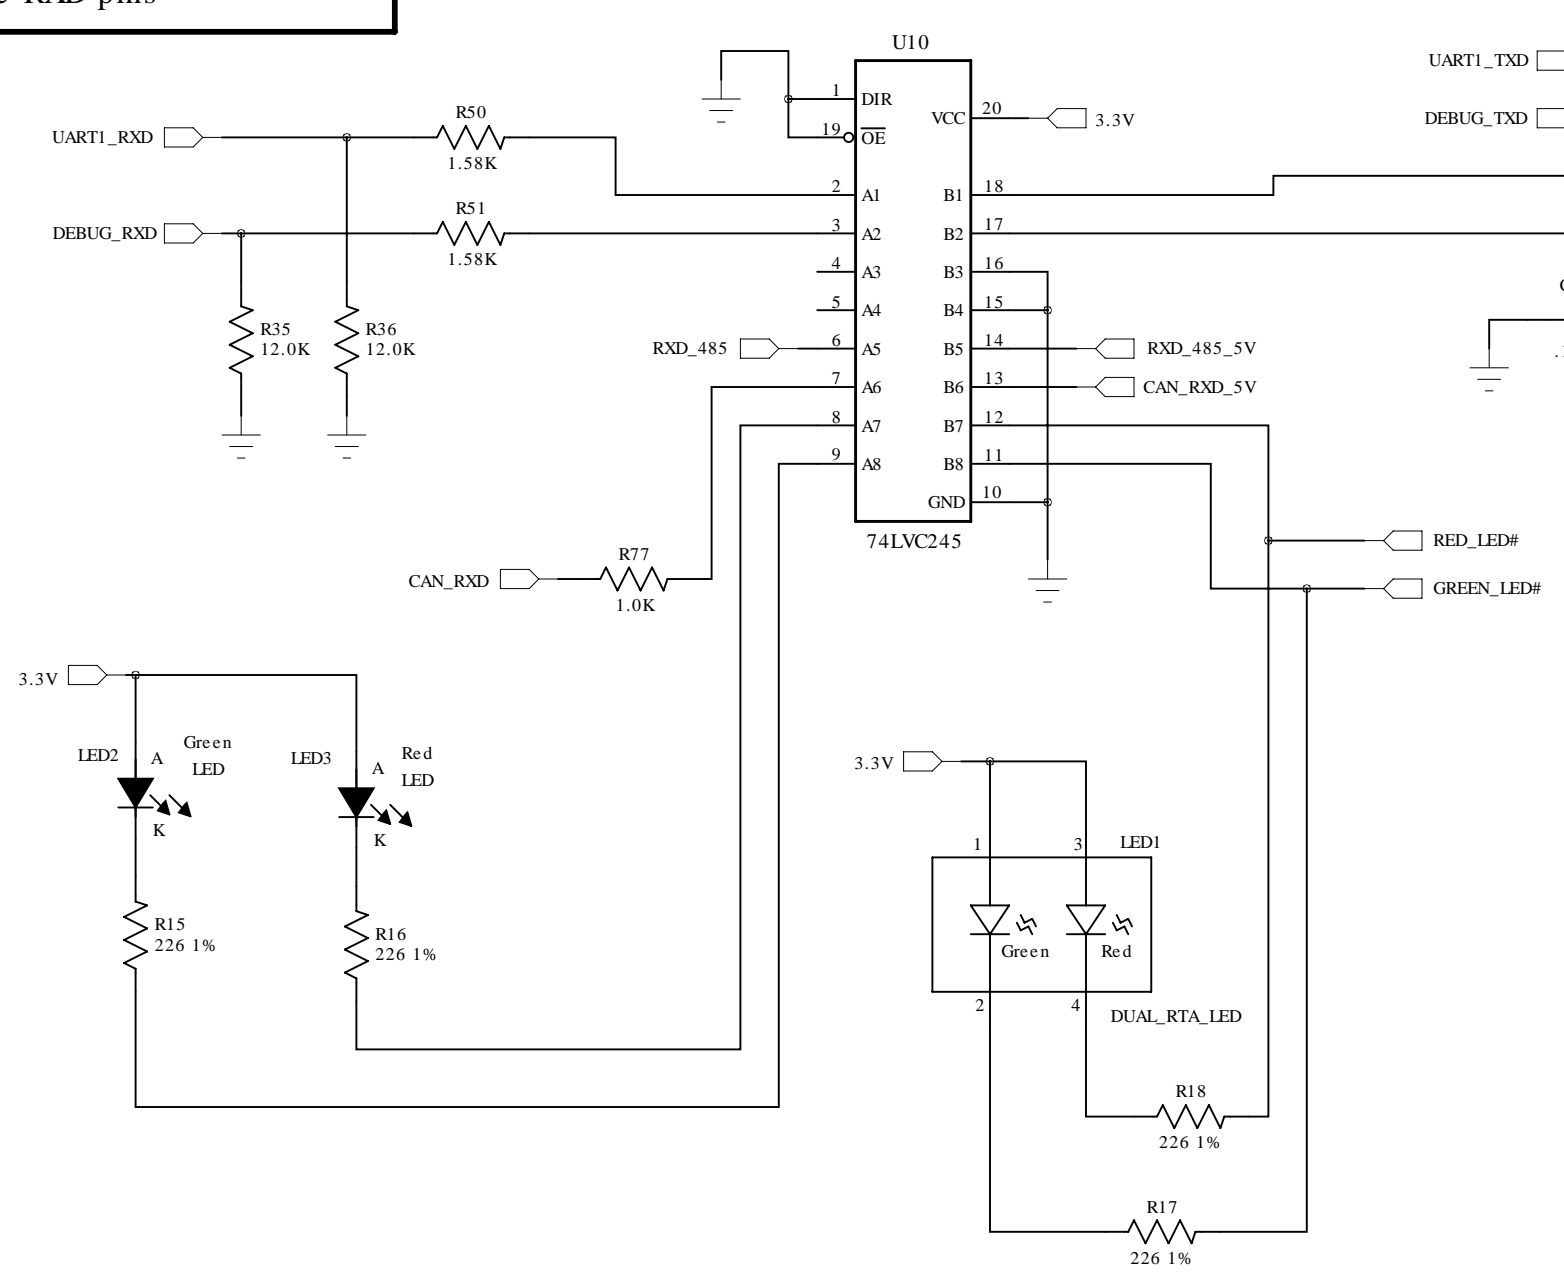 U10
UART1_TXD
DEBUG_TXD
1 DIR
19 OE
VCC 20
3.3V
UART1_RXD
R50
1.58K
2 A1
B1 18
DEBUG_RXD
R51
1.58K
3 A2
B2 17
4 A3
B3 16
5 A4
B4 15
R35
12.0K
R36
12.0K
RXD_485
6 A5
B5 14
RXD_485_5V
7 A6
B6 13
CAN_RXD_5V
8 A7
B7 12
9 A8
B8 11
GND 10
74LVC245
CAN_RXD
R77
1.0K
RED_LED#
GREEN_LED#
3.3V
LED2
A
Green
LED
K
LED3
A
Red
LED
K
R15
226 1%
R16
226 1%
3.3V
1
3
LED1
Green
Red
2
4
DUAL_RTA_LED
R18
226 1%
R17
226 1%